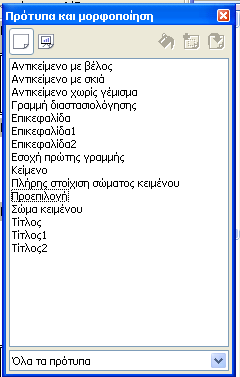 Πρότυπα και μορφοποίηση
Αντικείμενο με βέλος
Αντικείμενο με σκιά
Αντικείμενο χωρίς γέμισμα
Γραμμή διαστασιολόγησης
Επικεφαλίδα
Επικεφαλίδα1
Επικεφαλίδα2
Εσοχή πρώτης γραμμής
Κείμενο
Πλήρης στοίχιση σώματος κειμένου
Προεπιλογή
Σώμα κειμένου
Τίτλος
Τίτλος1
Τίτλος2
Όλα τα πρότυπα